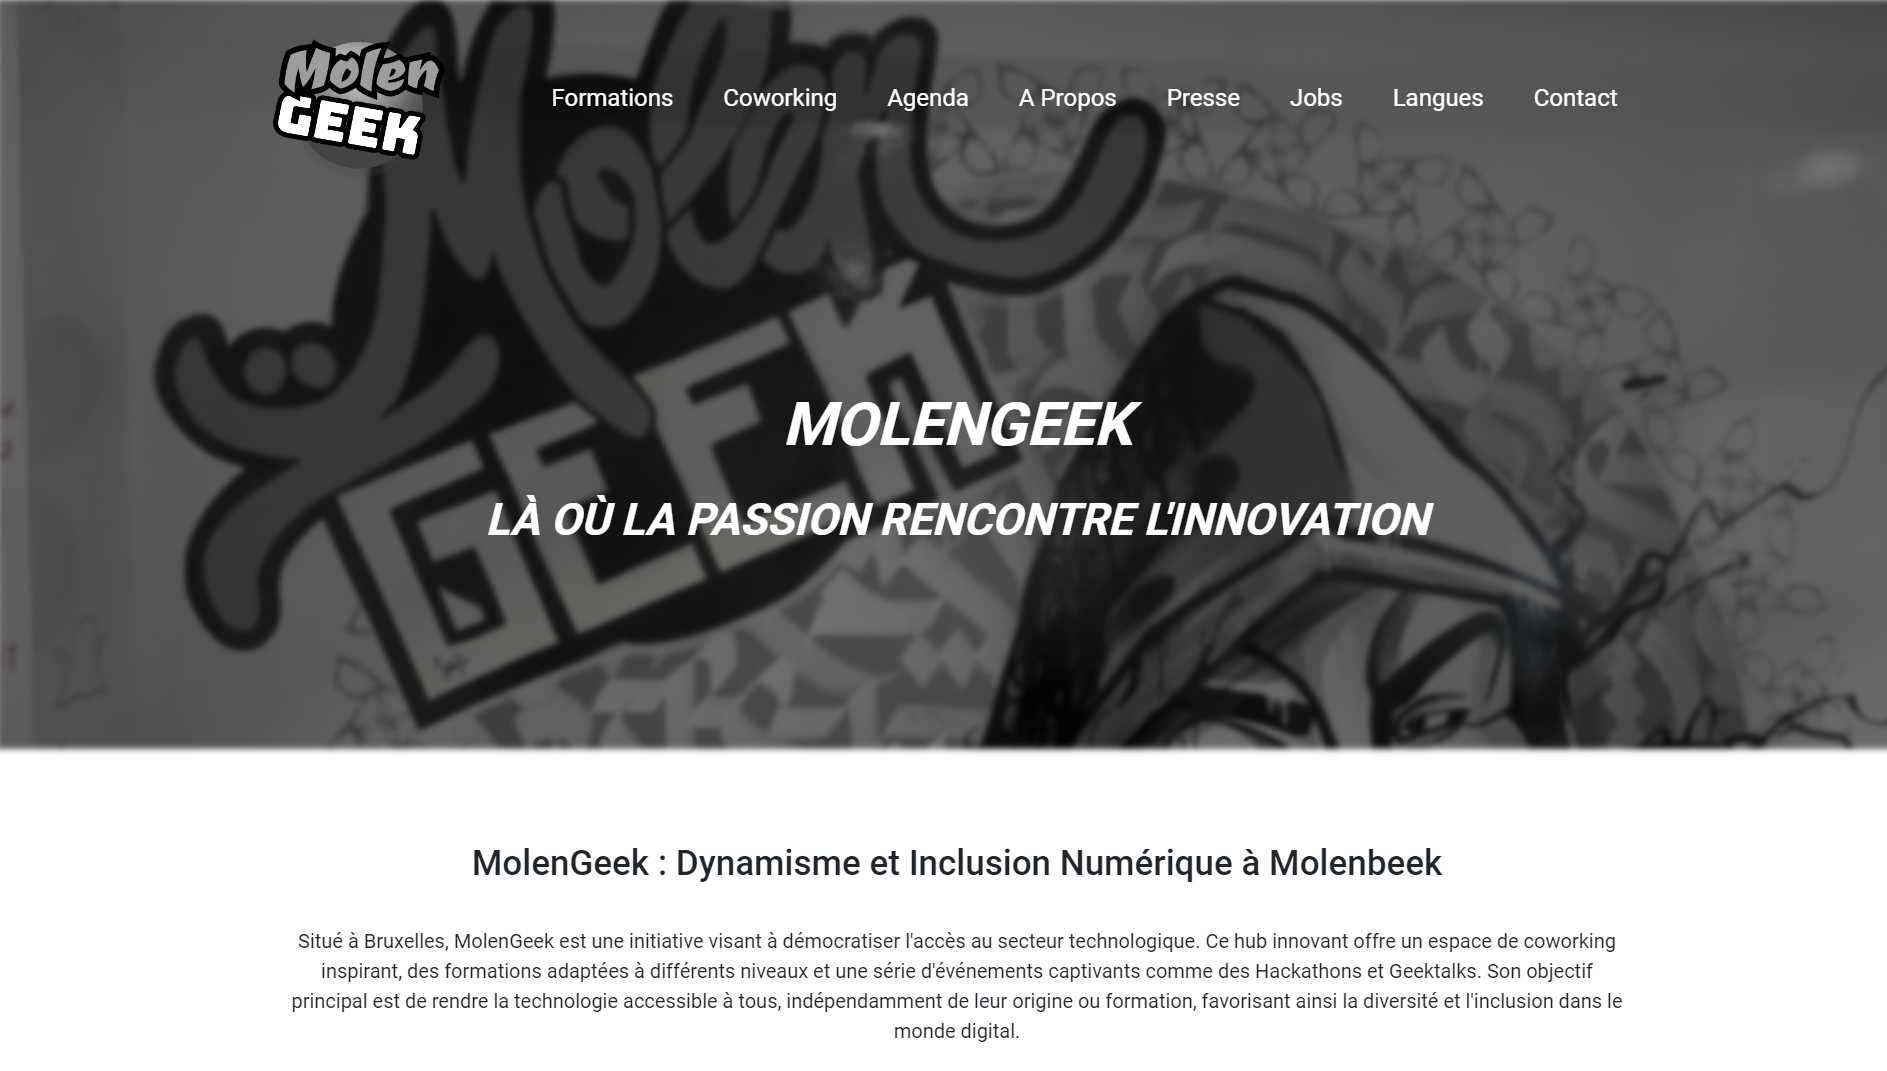 Molen
GEEK
Formations Coworking Agenda A Propos Presse Jobs Langues Contact
Molen
GEEK
MOLENGEEK
LÀ OÙ LA PASSION RENCONTRE L'INNOVATION
MolenGeek : Dynamisme et Inclusion Numérique à Molenbeek
Situé à Bruxelles, MolenGeek est une initiative visant à démocratiser l'accès au secteur technologique. Ce hub innovant offre un espace de coworking
inspirant, des formations adaptées à différents niveaux et une série d'événements captivants comme des Hackathons et Geektalks. Son objectif
principal est de rendre la technologie accessible à tous, indépendamment de leur origine ou formation, favorisant ainsi la diversité et l'inclusion dans le
monde digital.